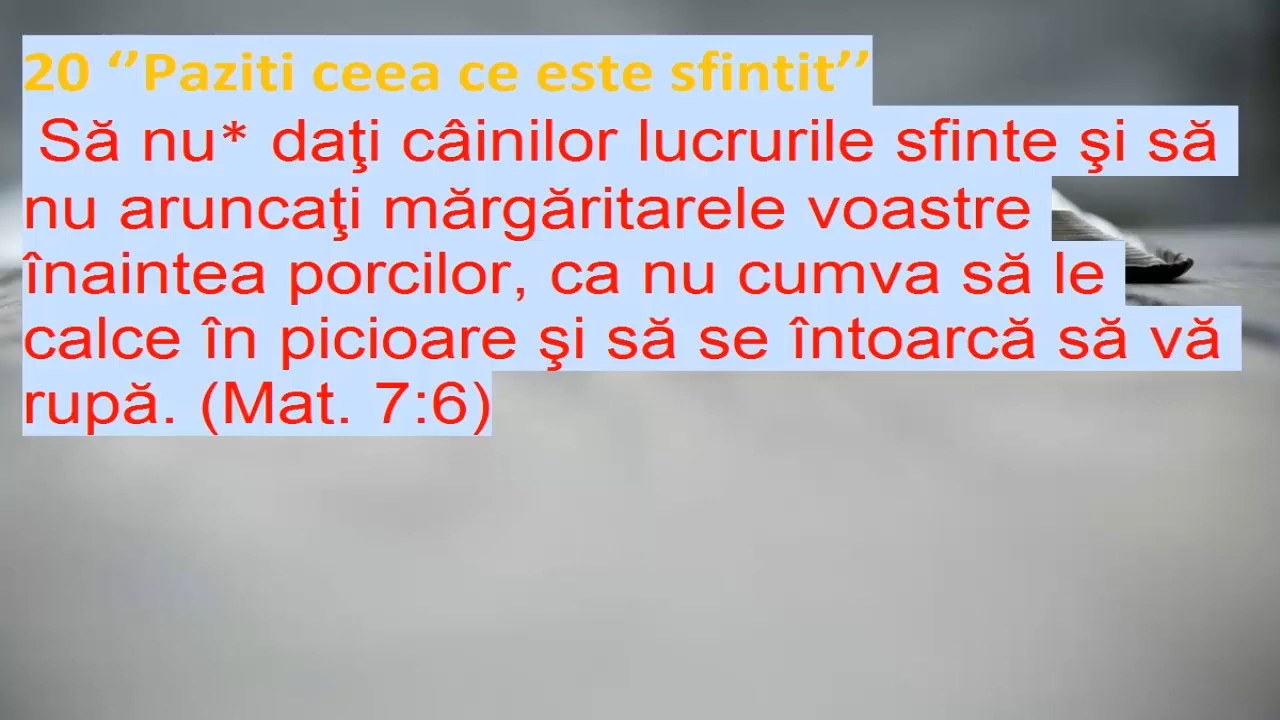 20 ‘’Paziti ceea ce este sfintit’’
Să nu* daţi câinilor lucrurile sfinte şi să
nu aruncaţi mărgăritarele voastre
înaintea porcilor, ca nu cumva să le
calce în picioare şi să se întoarcă să vă
rupă. (Mat. 7:6)